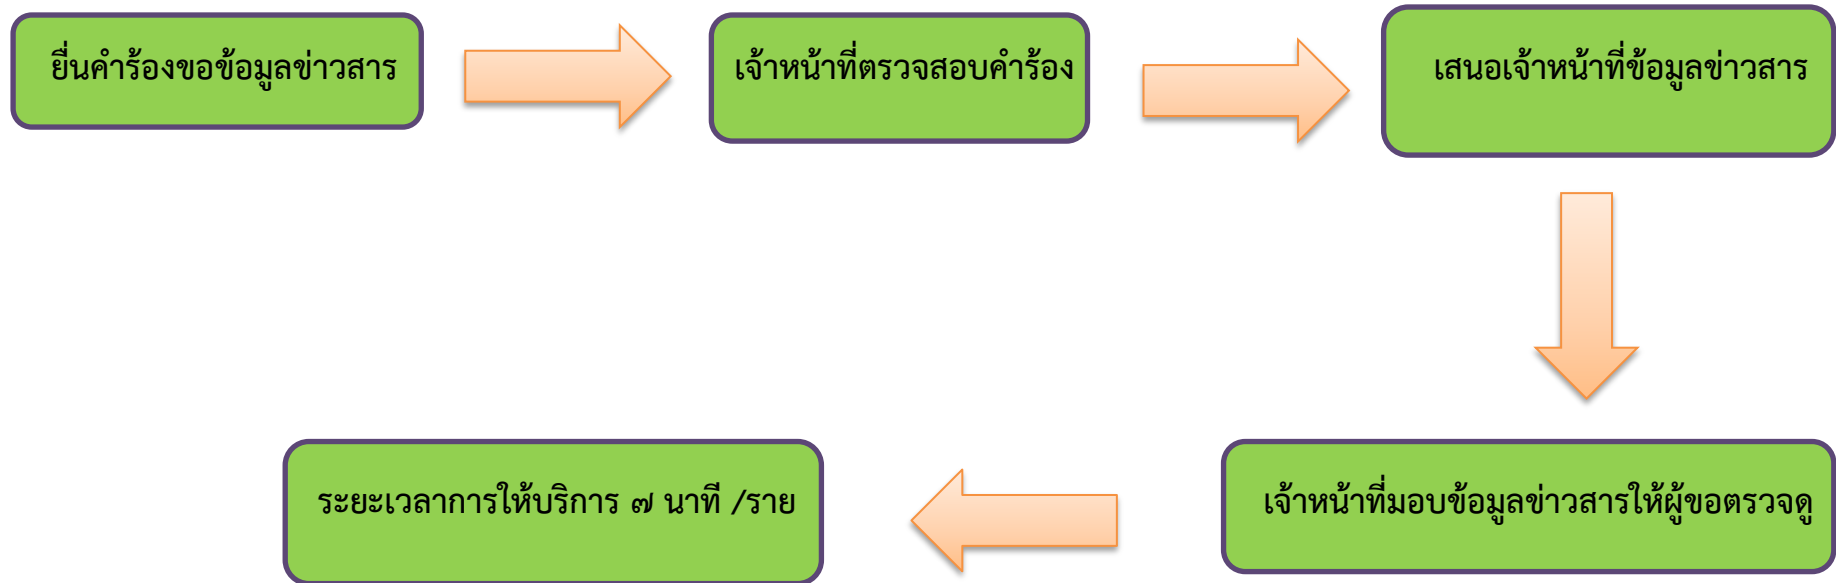 ยื่นคำร้องขอข้อมูลข่าวสาร
เจ้าหน้าที่ตรวจสอบคำร้อง
เสนอเจ้าหน้าที่ข้อมูลข่าวสาร
เจ้าหน้าที่มอบข้อมูลข่าวสารให้ผู้ขอตรวจดู
ระยะเวลาการให้บริการ ๗ นาที /ราย